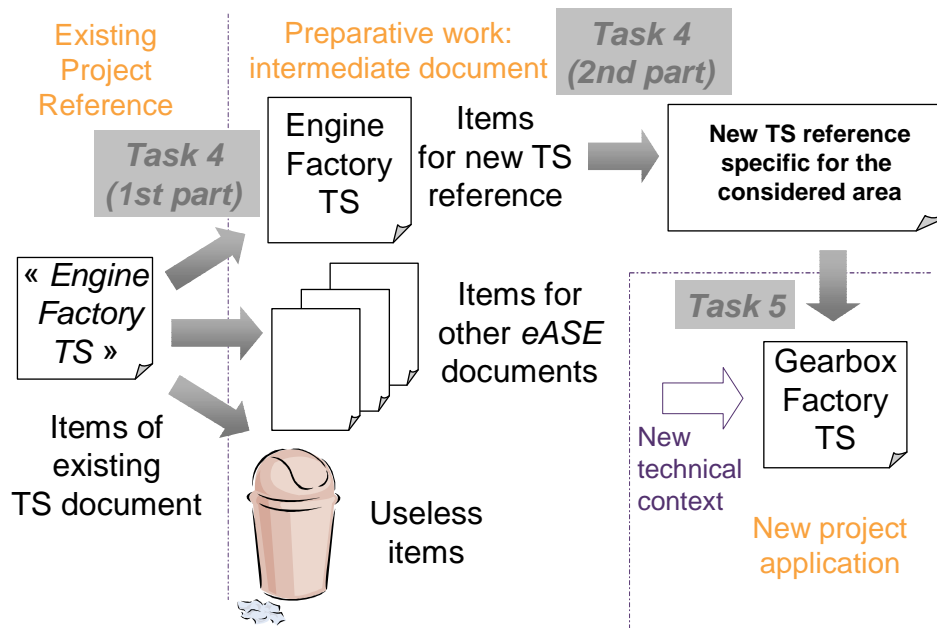 Existing
Project
Reference
Preparative work:
intermediate document
Task 4
(2nd part)
Task 4
(1st part)
Engine
Factory
TS
Items
for new TS
reference
New TS reference
specific for the
considered area
« Engine
Factory
TS »
Items for
other eASE
documents
Task 5
Gearbox
Factory
TS
New
technical
context
Items of
existing
TS document
Useless
items
New project
application